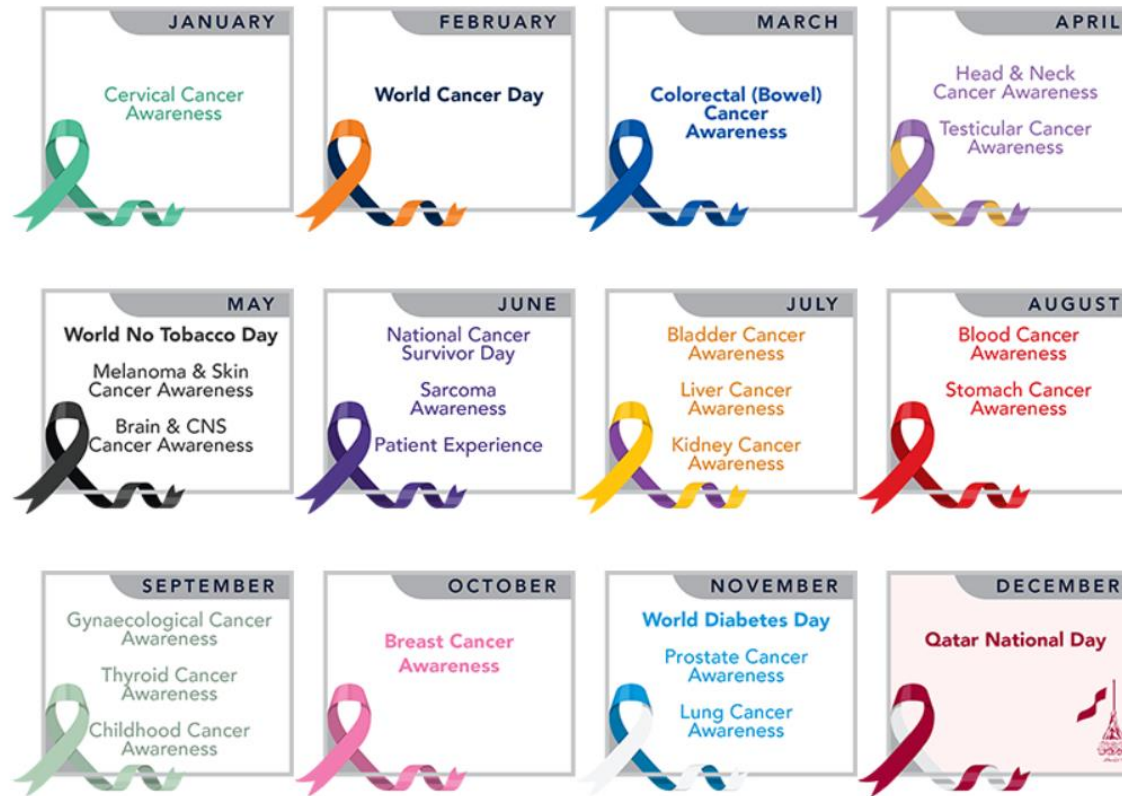 JANUARY
Cervical Cancer
Awareness
FEBRUARY
World Cancer Day
MARCH
Colorectal (Bowel)
Cancer
Awareness
APRIL
Head & Neck
Cancer Awareness
Testicular Cancer
Awareness
MAY
World No Tobacco Day
Melanoma & Skin
Cancer Awareness
Brain & CNS
Cancer Awareness
JUNE
National Cancer
Survivor Day
Sarcoma
Awareness
Patient Experience
JULY
Bladder Cancer
Awareness
Liver Cancer
Awareness
Kidney Cancer
Awareness
AUGUST
Blood Cancer
Awareness
Stomach Cancer
Awareness
SEPTEMBER
Gynaecological Cancer
Awareness
Thyroid Cancer
Awareness
Childhood Cancer
Awareness
OCTOBER
Breast Cancer
Awareness
NOVEMBER
World Diabetes Day
Prostate Cancer
Awareness
Lung Cancer
Awareness
DECEMBER
Qatar National Day